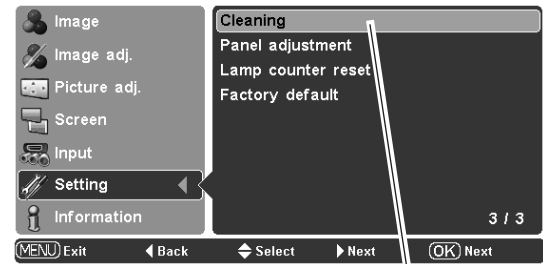 Image
Image adj.
Picture adj.
Screen
Input
Setting
Information
Cleaning
Panel adjustment
Lamp counter reset
Factory default
3 / 3
MENU Exit
Back
Select
Next
OK Next